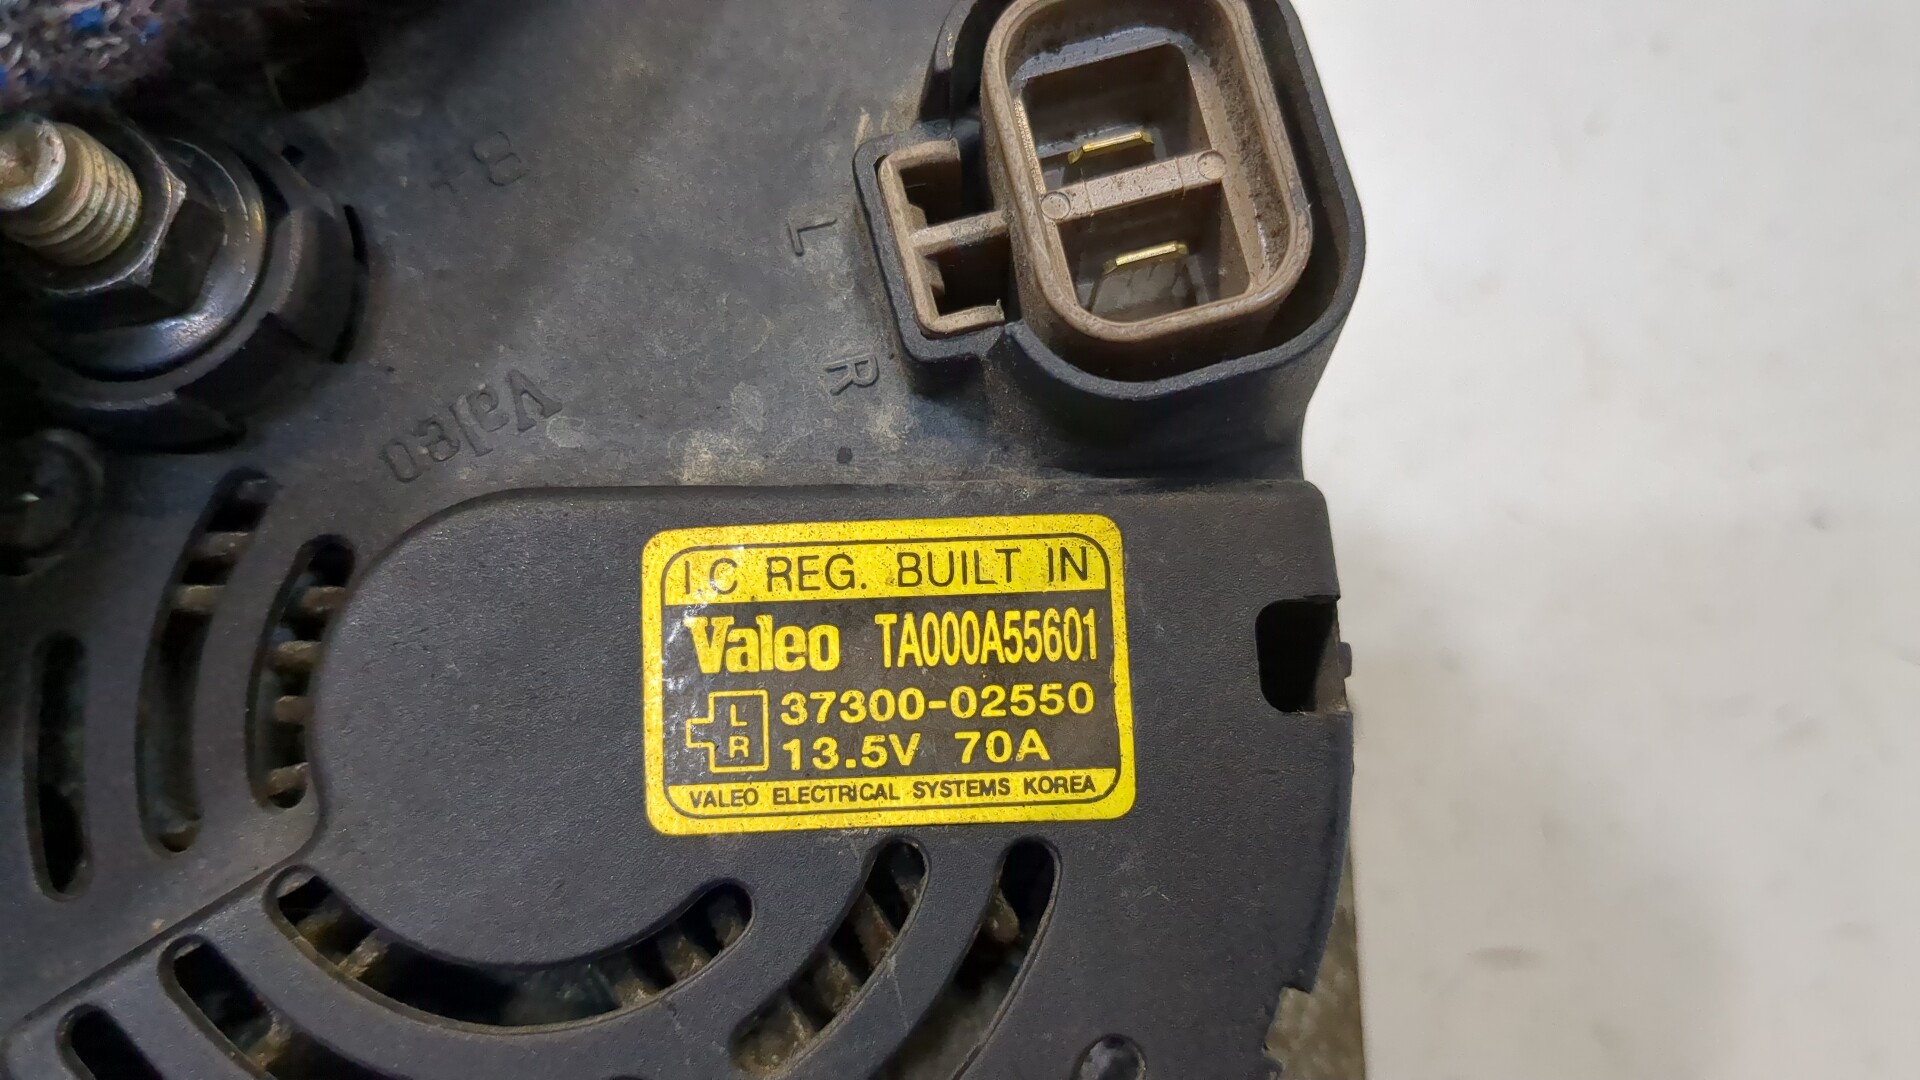 B+
L
R
Valeo
I.C REG. BUILT IN
Valeo TA000A55601
L
R
37300-02550
13.5V 70A
VALEO ELECTRICAL SYSTEMS KOREA